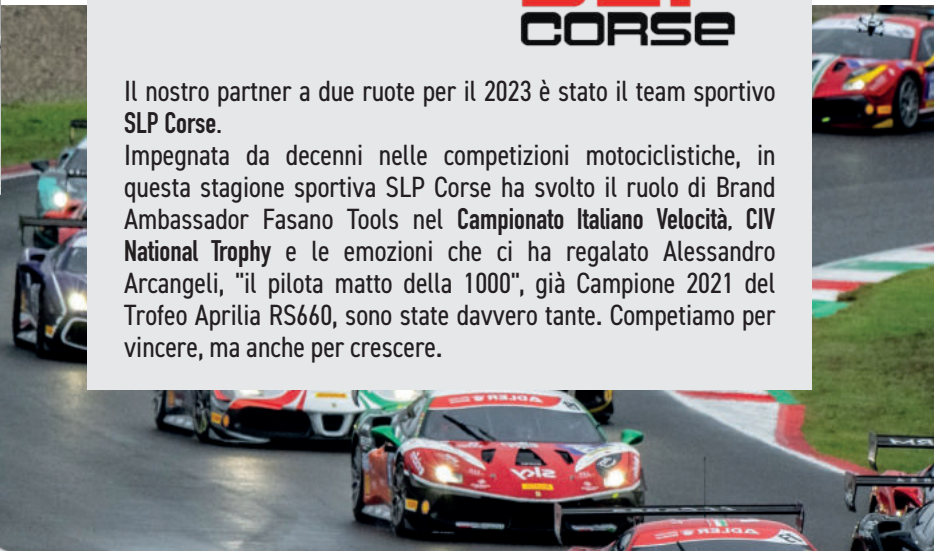 CORSE
Il nostro partner a due ruote per il 2023 è stato il team sportivo
SLP Corse.
Impegnata da decenni nelle competizioni motociclistiche, in
questa stagione sportiva SLP Corse ha svolto il ruolo di Brand
Ambassador Fasano Tools nel Campionato Italiano Velocità, CIV
National Trophy e le emozioni che ci ha regalato Alessandro
Arcangeli, "il pilota matto della 1000", già Campione 2021 del
Trofeo Aprilia RS660, sono state davvero tante. Competiamo per
vincere, ma anche per crescere.
ADLER
sky
ADLER